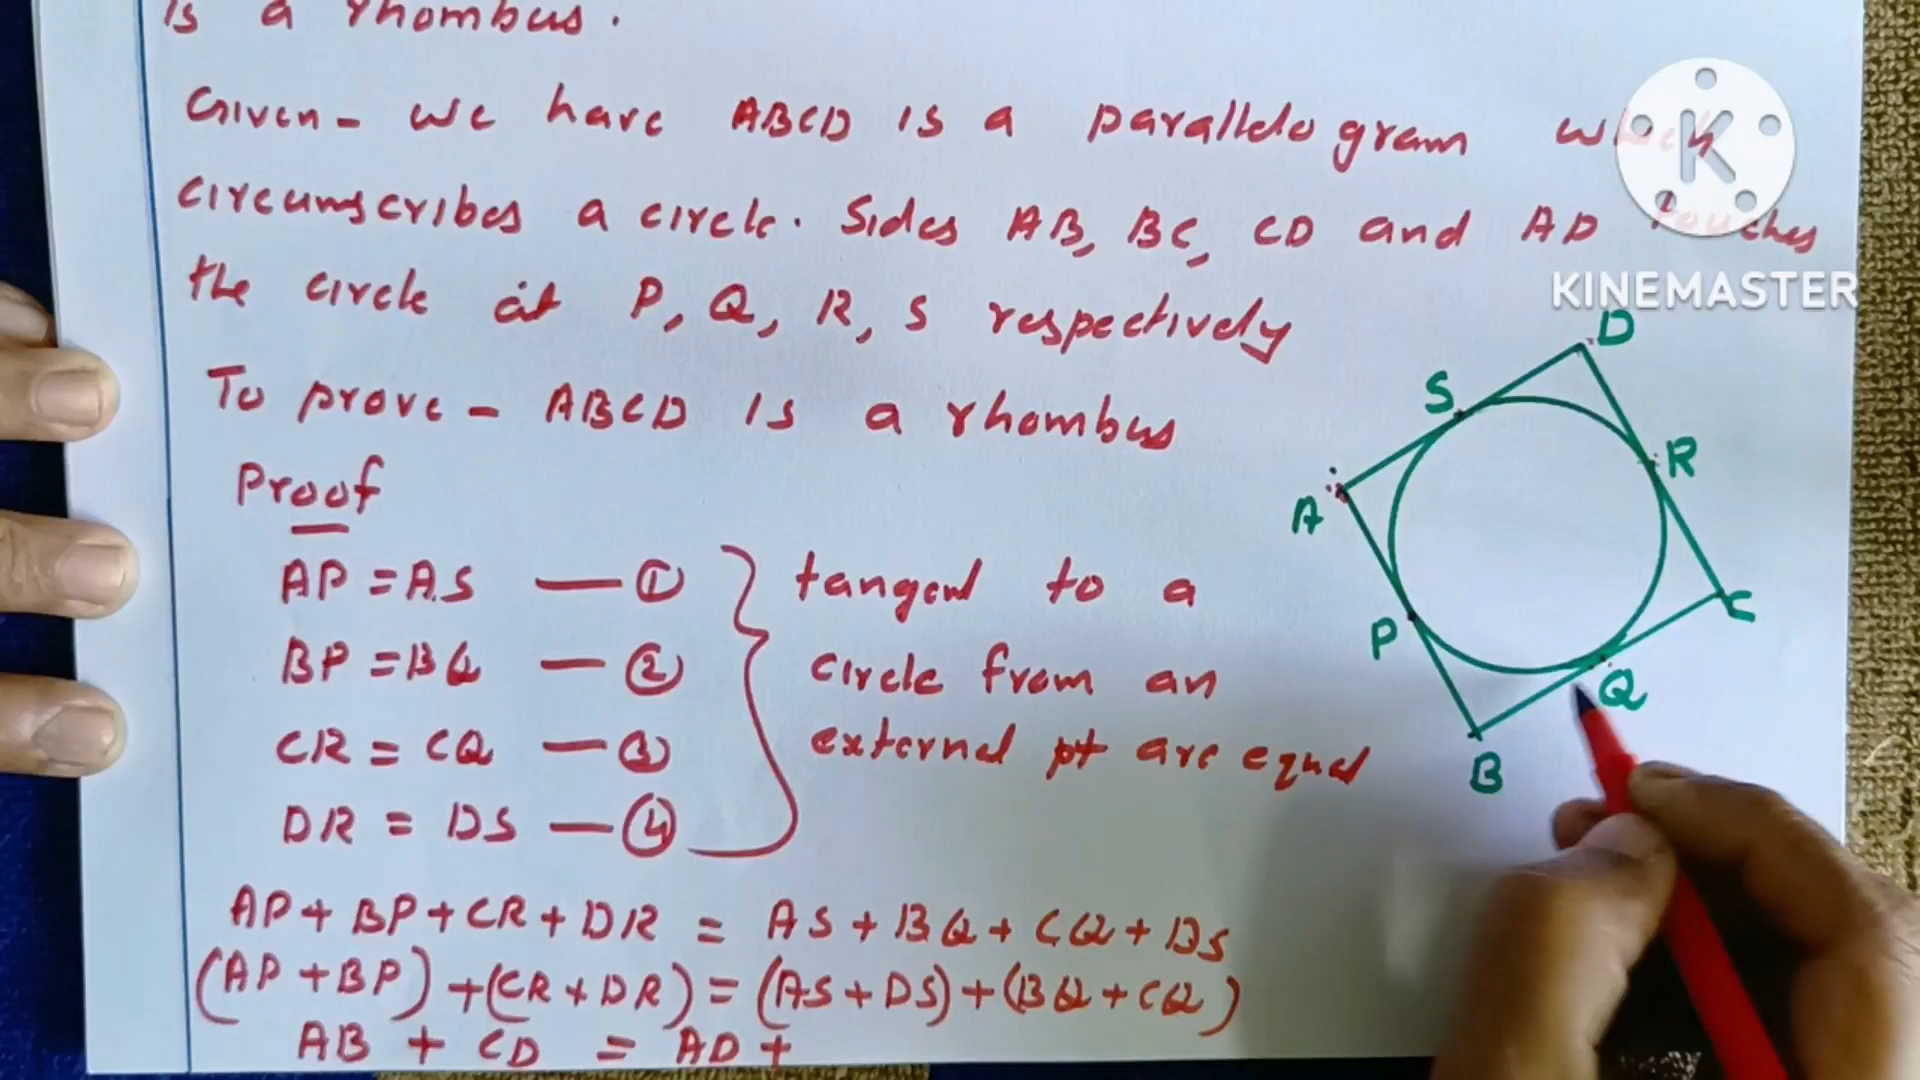 is a rhombus.
Given - We have ABCD is a parallelogram which
circumscribes a circle. Sides AB, BC, CD and AD touches
the circle at P, Q, R, S respectively
To prove - ABCD is a rhombus
Proof
AP = AS — ①
BP = BQ — ②
CR = CQ — ③
DR = DS — ④
tangent to a
circle from an
external pt are equal
AP + BP + CR + DR = AS + BQ + CQ + DS
(AP + BP) + (CR + DR) = (AS + DS) + (BQ + CQ)
AB + CD = AD +
K
KINEMASTER
D
S
R
A
C
P
Q
B